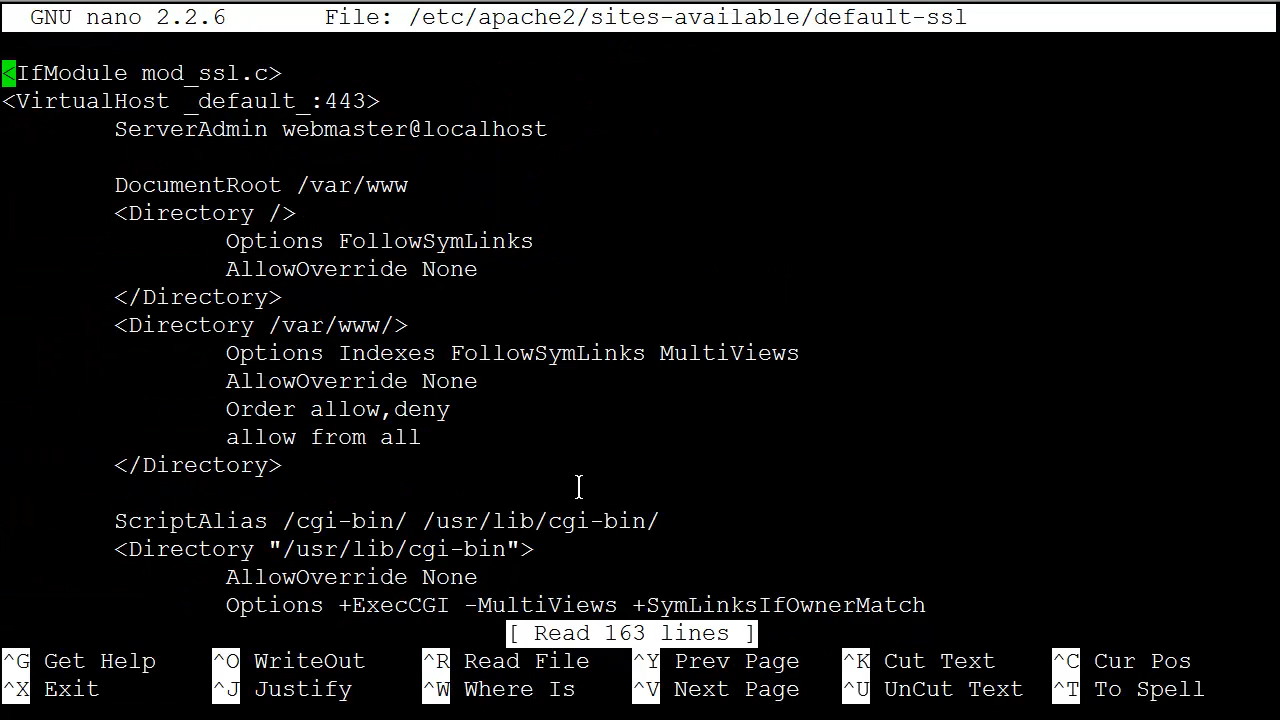 GNU nano 2.2.6 File: /etc/apache2/sites-available/default-ssl
<IfModule mod_ssl.c>
<VirtualHost _default_:443>
ServerAdmin webmaster@localhost
DocumentRoot /var/www
<Directory />
Options FollowSymLinks
AllowOverride None
</Directory>
<Directory /var/www/>
Options Indexes FollowSymLinks MultiViews
AllowOverride None
Order allow,deny
allow from all
</Directory>
ScriptAlias /cgi-bin/ /usr/lib/cgi-bin/
<Directory "/usr/lib/cgi-bin">
AllowOverride None
Options +ExecCGI -MultiViews +SymLinksIfOwnerMatch
[ Read 163 lines ]
^G Get Help ^O WriteOut ^R Read File ^Y Prev Page ^K Cut Text ^C Cur Pos
^X Exit ^J Justify ^W Where Is ^V Next Page ^U UnCut Text ^T To Spell